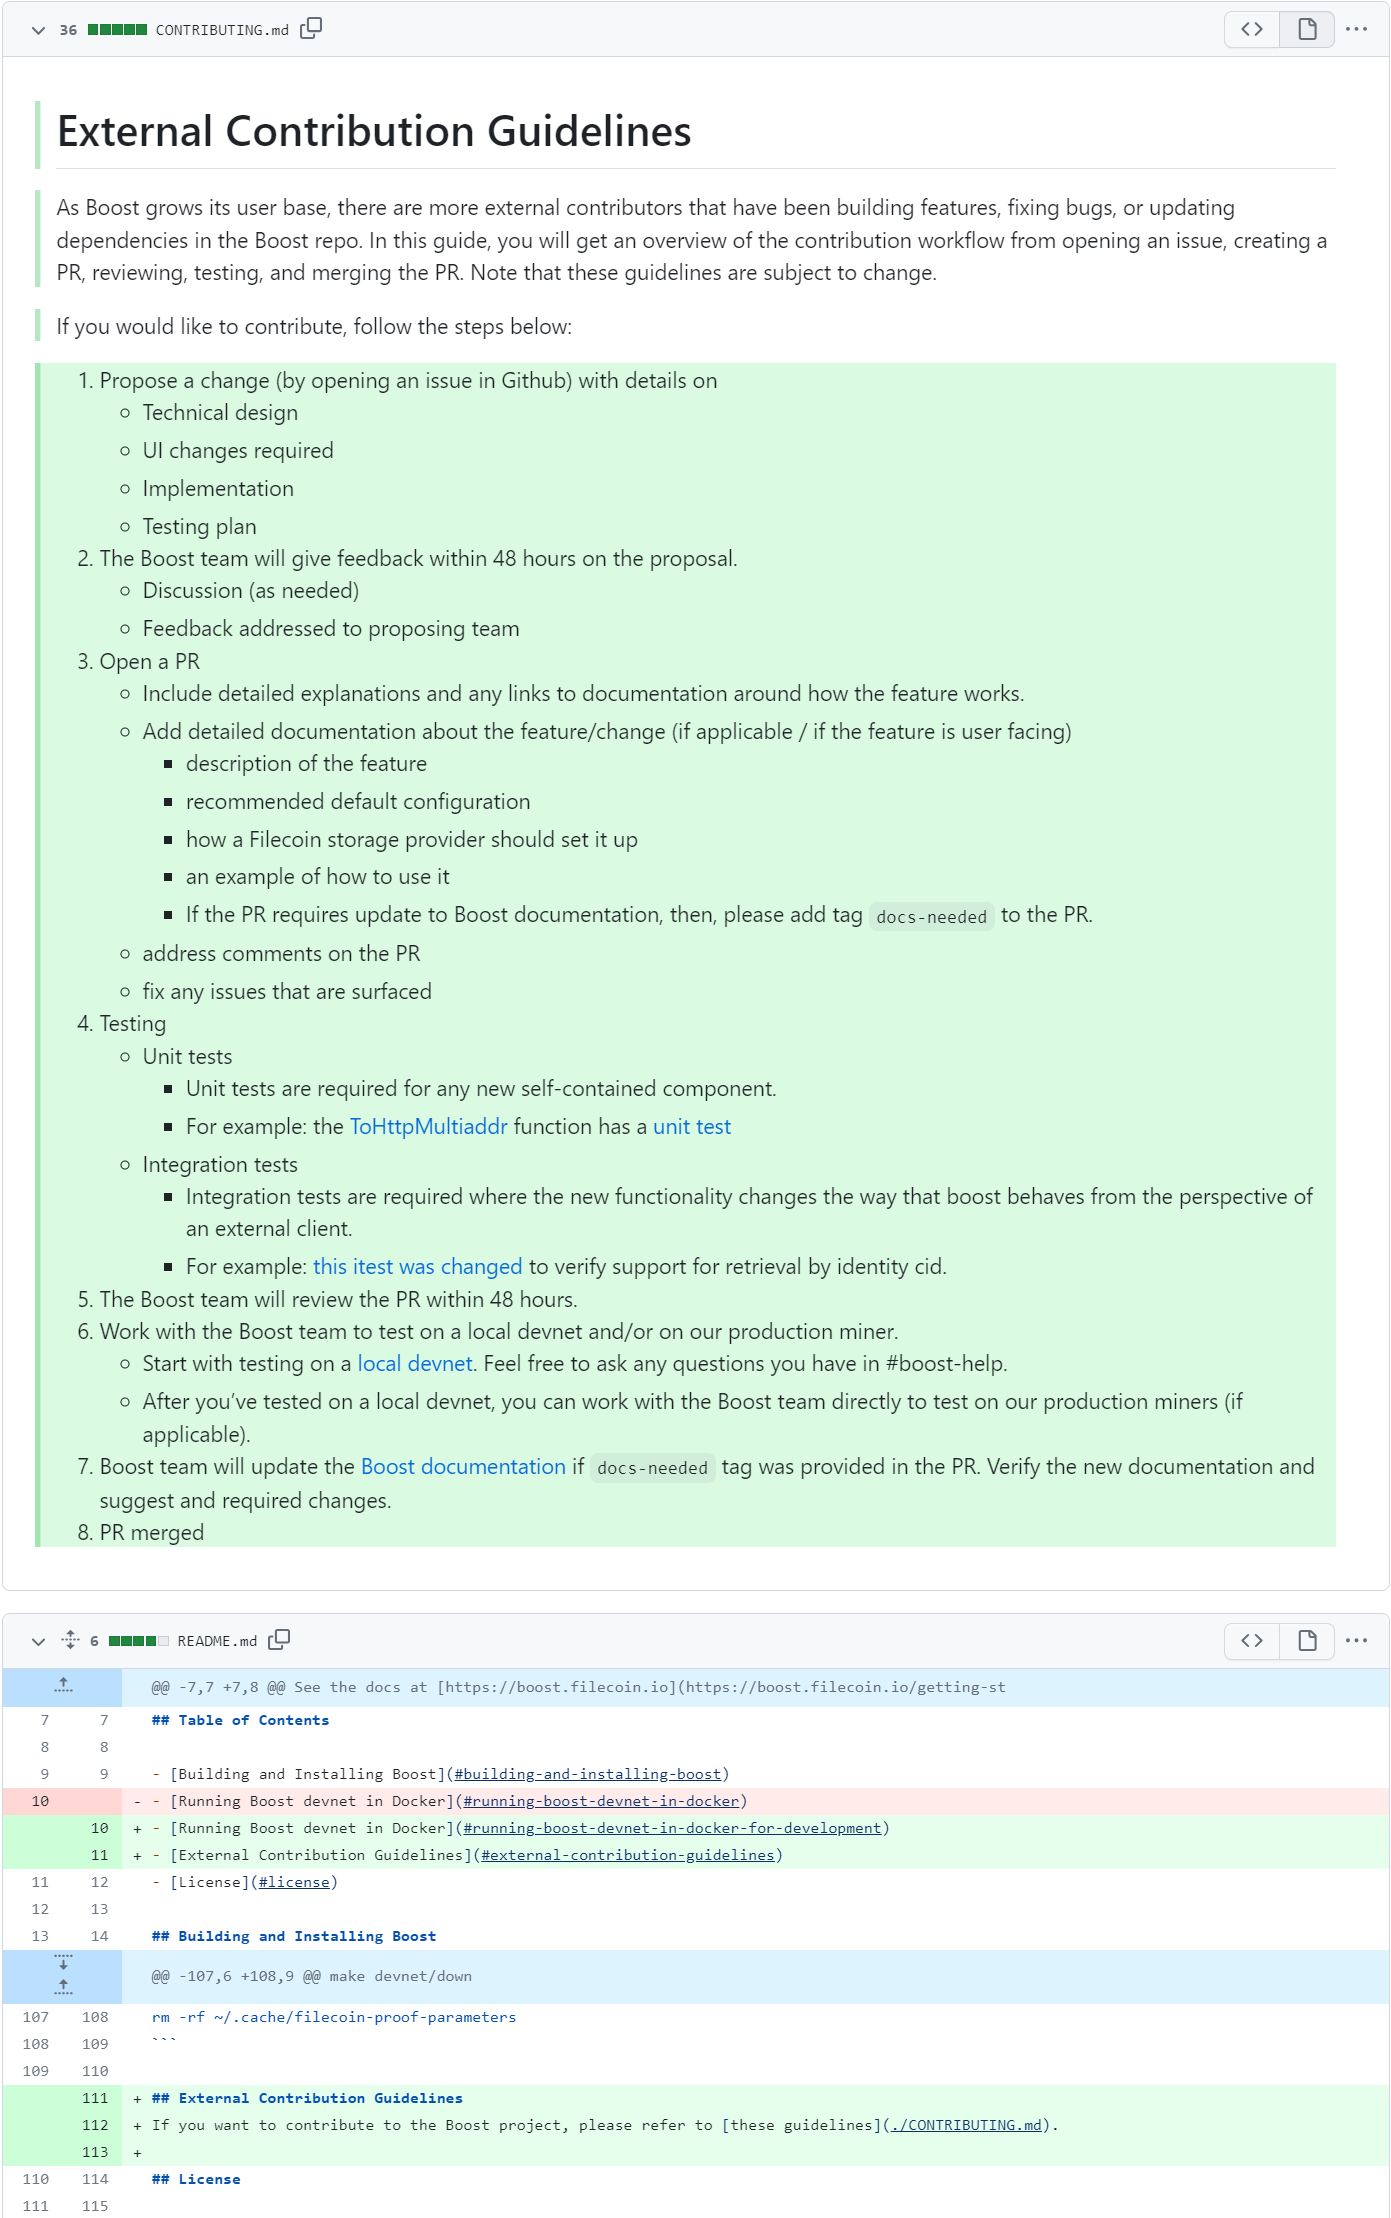 36 CONTRIBUTING.md
External Contribution Guidelines
As Boost grows its user base, there are more external contributors that have been building features, fixing bugs, or updating
dependencies in the Boost repo. In this guide, you will get an overview of the contribution workflow from opening an issue, creating a
PR, reviewing, testing, and merging the PR. Note that these guidelines are subject to change.
If you would like to contribute, follow the steps below:
1. Propose a change (by opening an issue in Github) with details on
Technical design
UI changes required
Implementation
Testing plan
2. The Boost team will give feedback within 48 hours on the proposal.
Discussion (as needed)
Feedback addressed to proposing team
3. Open a PR
Include detailed explanations and any links to documentation around how the feature works.
Add detailed documentation about the feature/change (if applicable / if the feature is user facing)
description of the feature
recommended default configuration
how a Filecoin storage provider should set it up
an example of how to use it
If the PR requires update to Boost documentation, then, please add tag docs-needed to the PR.
address comments on the PR
fix any issues that are surfaced
4. Testing
Unit tests
Unit tests are required for any new self-contained component.
For example: the ToHttpMultiaddr function has a unit test
Integration tests
Integration tests are required where the new functionality changes the way that boost behaves from the perspective of
an external client.
For example: this itest was changed to verify support for retrieval by identity cid.
5. The Boost team will review the PR within 48 hours.
6. Work with the Boost team to test on a local devnet and/or on our production miner.
Start with testing on a local devnet. Feel free to ask any questions you have in #boost-help.
After you’ve tested on a local devnet, you can work with the Boost team directly to test on our production miners (if
applicable).
7. Boost team will update the Boost documentation if docs-needed tag was provided in the PR. Verify the new documentation and
suggest and required changes.
8. PR merged
6 README.md
@@ -7,7 +7,8 @@ See the docs at [https://boost.filecoin.io](https://boost.filecoin.io/getting-st
7 7 ## Table of Contents
8 8
9 9 - [Building and Installing Boost](#building-and-installing-boost)
10 - - [Running Boost devnet in Docker](#running-boost-devnet-in-docker)
10 + - [Running Boost devnet in Docker](#running-boost-devnet-in-docker-for-development)
11 + - [External Contribution Guidelines](#external-contribution-guidelines)
11 12 - [License](#license)
12 13
13 14 ## Building and Installing Boost
@@ -107,6 +108,9 @@ make devnet/down
107 108 rm -rf ~/.cache/filecoin-proof-parameters
108 109 ```
109 110
111 + ## External Contribution Guidelines
112 + If you want to contribute to the Boost project, please refer to [these guidelines](./CONTRIBUTING.md).
113 +
110 114 ## License
111 115